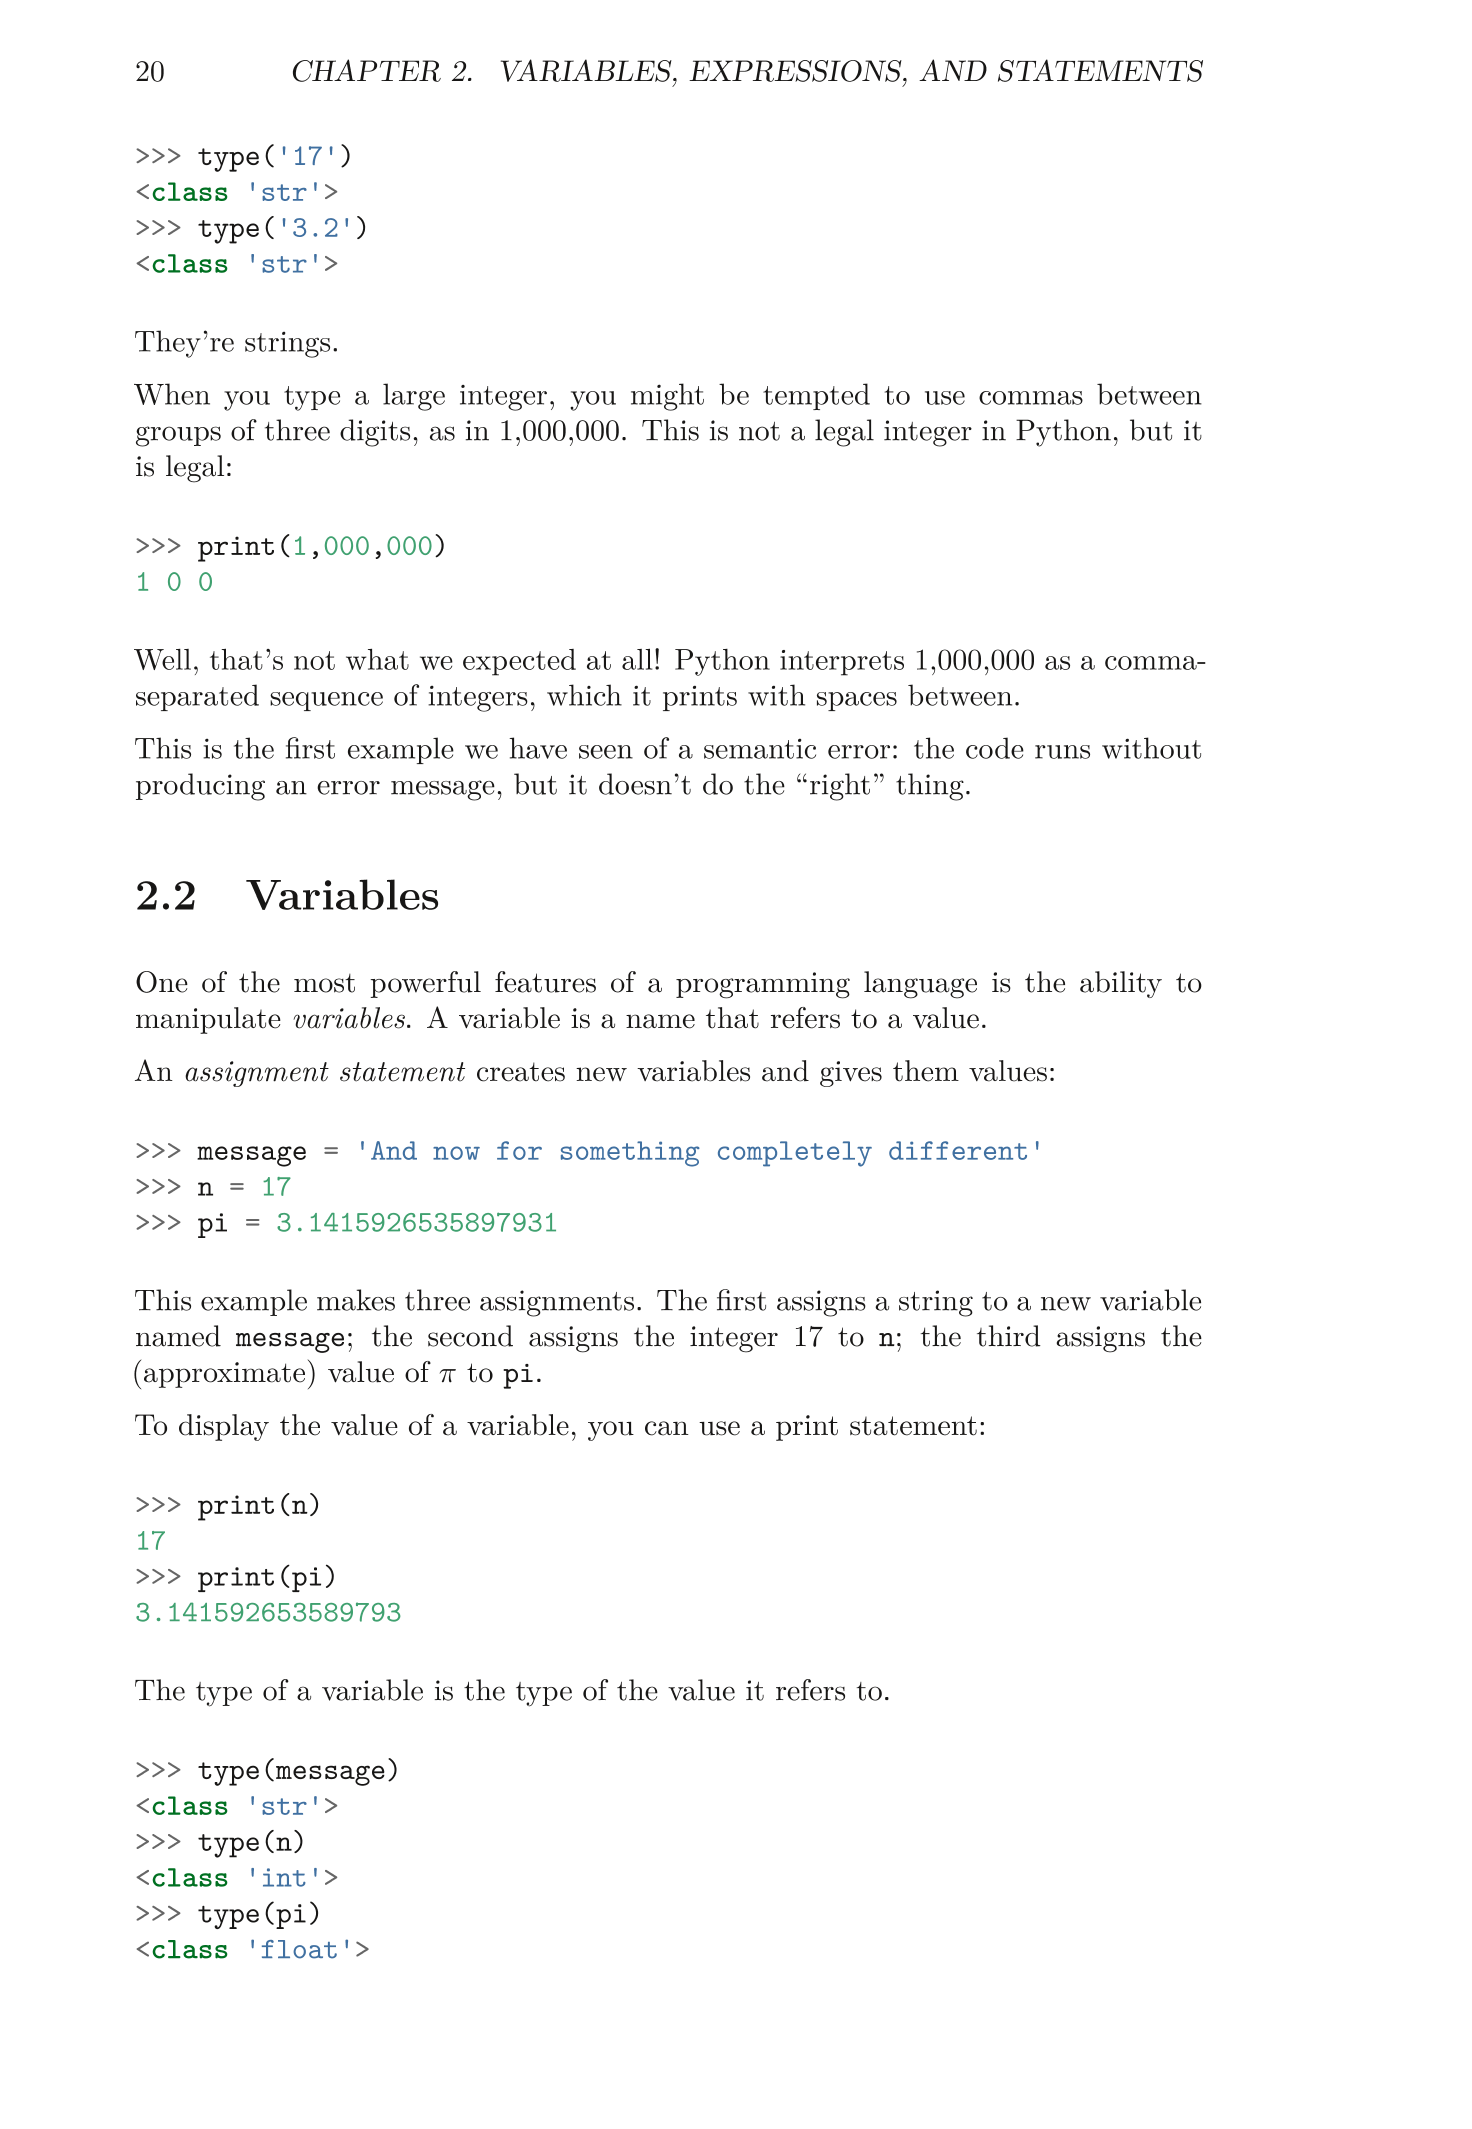 20 CHAPTER 2. VARIABLES, EXPRESSIONS, AND STATEMENTS
>>> type('17')
<class 'str'>
>>> type('3.2')
<class 'str'>
They're strings.
When you type a large integer, you might be tempted to use commas between
groups of three digits, as in 1,000,000. This is not a legal integer in Python, but it
is legal:
>>> print(1,000,000)
1 0 0
Well, that's not what we expected at all! Python interprets 1,000,000 as a comma-
separated sequence of integers, which it prints with spaces between.
This is the first example we have seen of a semantic error: the code runs without
producing an error message, but it doesn't do the “right” thing.
2.2 Variables
One of the most powerful features of a programming language is the ability to
manipulate variables. A variable is a name that refers to a value.
An assignment statement creates new variables and gives them values:
>>> message = 'And now for something completely different'
>>> n = 17
>>> pi = 3.1415926535897931
This example makes three assignments. The first assigns a string to a new variable
named message; the second assigns the integer 17 to n; the third assigns the
(approximate) value of π to pi.
To display the value of a variable, you can use a print statement:
>>> print(n)
17
>>> print(pi)
3.141592653589793
The type of a variable is the type of the value it refers to.
>>> type(message)
<class 'str'>
>>> type(n)
<class 'int'>
>>> type(pi)
<class 'float'>